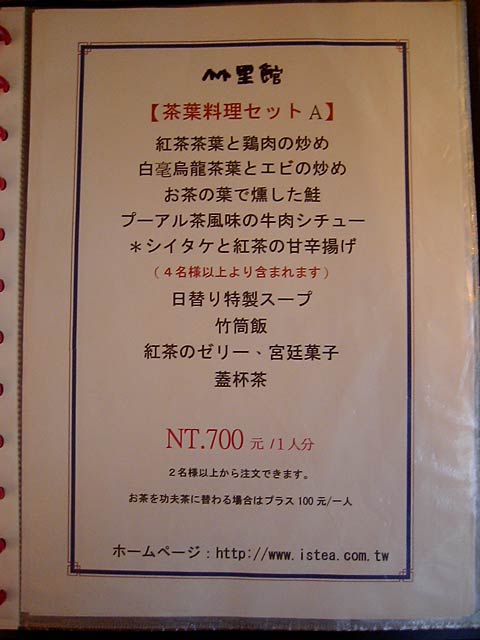 竹里館
【茶葉料理セット A】
紅茶茶葉と鶏肉の炒め
白毫烏龍茶葉とエビの炒め
お茶の葉で燻した鮭
プーアル茶風味の牛肉シチュー
＊シイタケと紅茶の甘辛揚げ
(４名様以上より含まれます)
日替り特製スープ
竹筒飯
紅茶のゼリー、宮廷菓子
蓋杯茶
NT.700 元 /1人分
２名様以上から注文できます。
お茶を功夫茶に替わる場合はプラス 100 元/一人
ホームページ：http://www.istea.com.tw